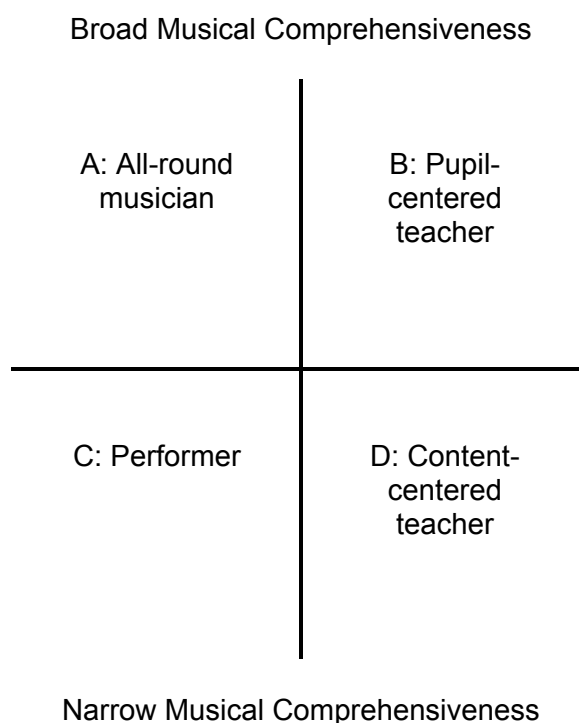 Broad Musical Comprehensiveness
A: All-round
musician
B: Pupil-
centered
teacher
C: Performer
D: Content-
centered
teacher
Narrow Musical Comprehensiveness